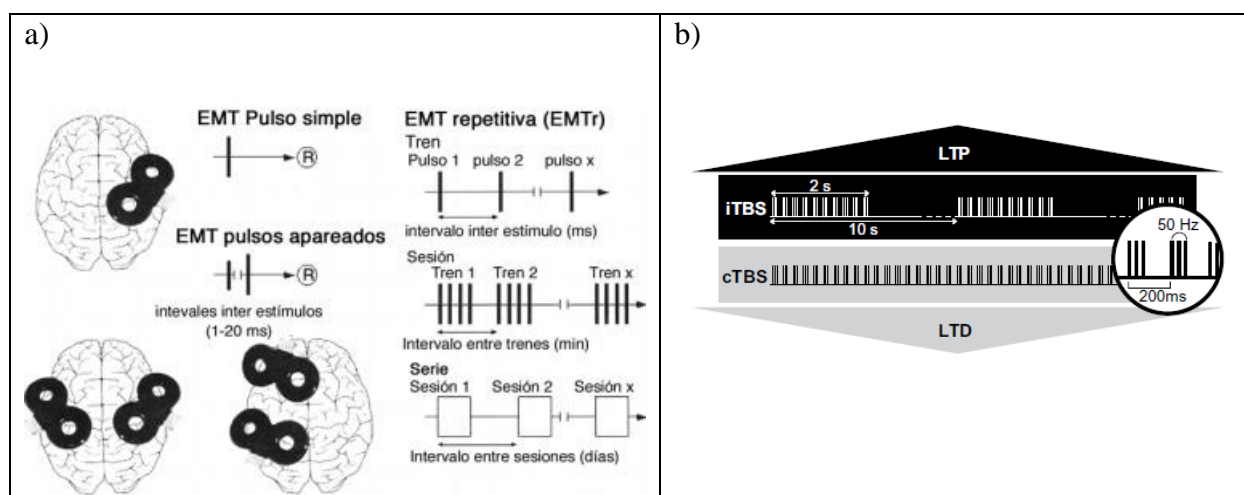 a)
EMT Pulso simple
R
EMT pulsos apareados
R
intervales inter estímulos
(1-20 ms)
EMT repetitiva (EMTr)
Tren
Pulso 1 pulso 2 pulso x
intervalo inter estímulo (ms)
Sesión
Tren 1 Tren 2 Tren x
Intervalo entre trenes (min)
Serie
Sesión 1 Sesión 2 Sesión x
Intervalo entre sesiones (días)
b)
LTP
2 s
iTBS
10 s
50 Hz
cTBS
200ms
LTD